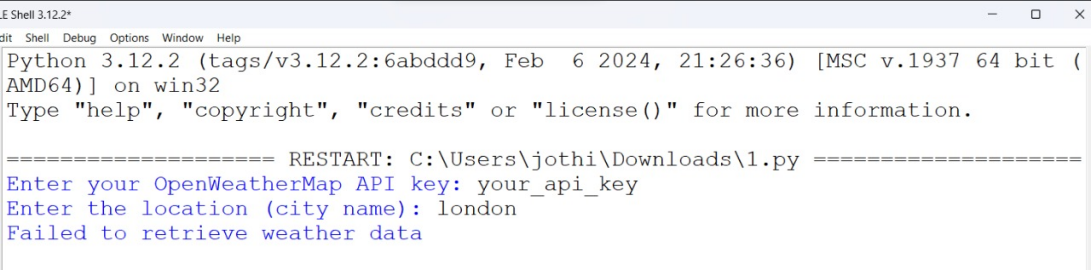 LE Shell 3.12.2*
dit Shell Debug Options Window Help
Python 3.12.2 (tags/v3.12.2:6abddd9, Feb  6 2024, 21:26:36) [MSC v.1937 64 bit (
AMD64)] on win32
Type "help", "copyright", "credits" or "license()" for more information.
==================== RESTART: C:\Users\jothi\Downloads\1.py ====================
Enter your OpenWeatherMap API key: your_api_key
Enter the location (city name): london
Failed to retrieve weather data